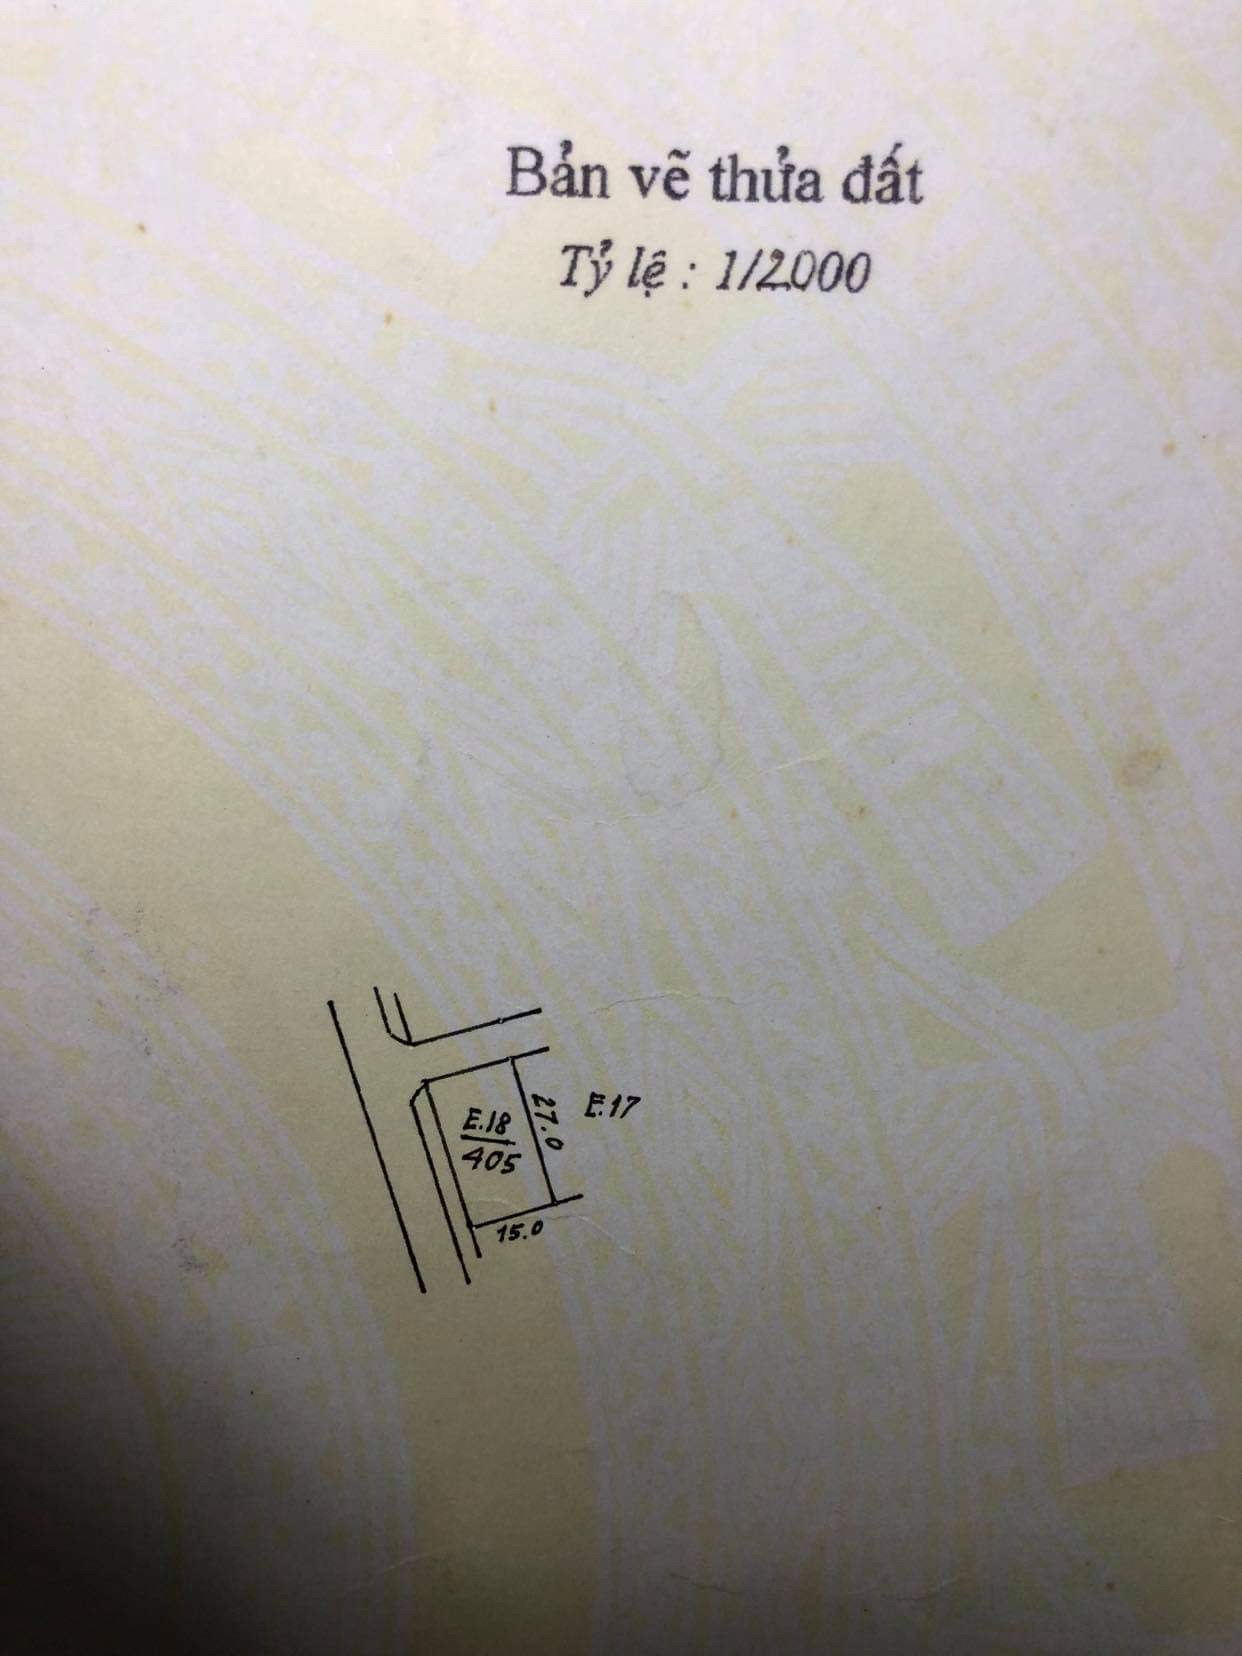 Bản vẽ thửa đất
Tỷ lệ : 1/2000
E.17
27.0
E.18
405
15.0